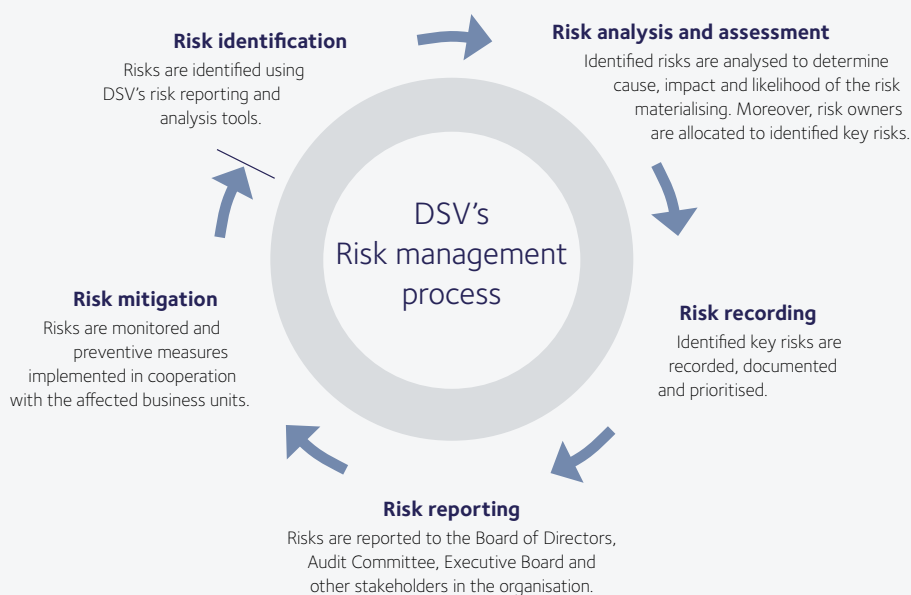 Risk identification
Risks are identified using
DSV's risk reporting and
analysis tools.
Risk analysis and assessment
Identified risks are analysed to determine
cause, impact and likelihood of the risk
materialising. Moreover, risk owners
are allocated to identified key risks.
DSV's
Risk management
process
Risk recording
Identified key risks are
recorded, documented
and prioritised.
Risk reporting
Risks are reported to the Board of Directors,
Audit Committee, Executive Board and
other stakeholders in the organisation.
Risk mitigation
Risks are monitored and
preventive measures
implemented in cooperation
with the affected business units.